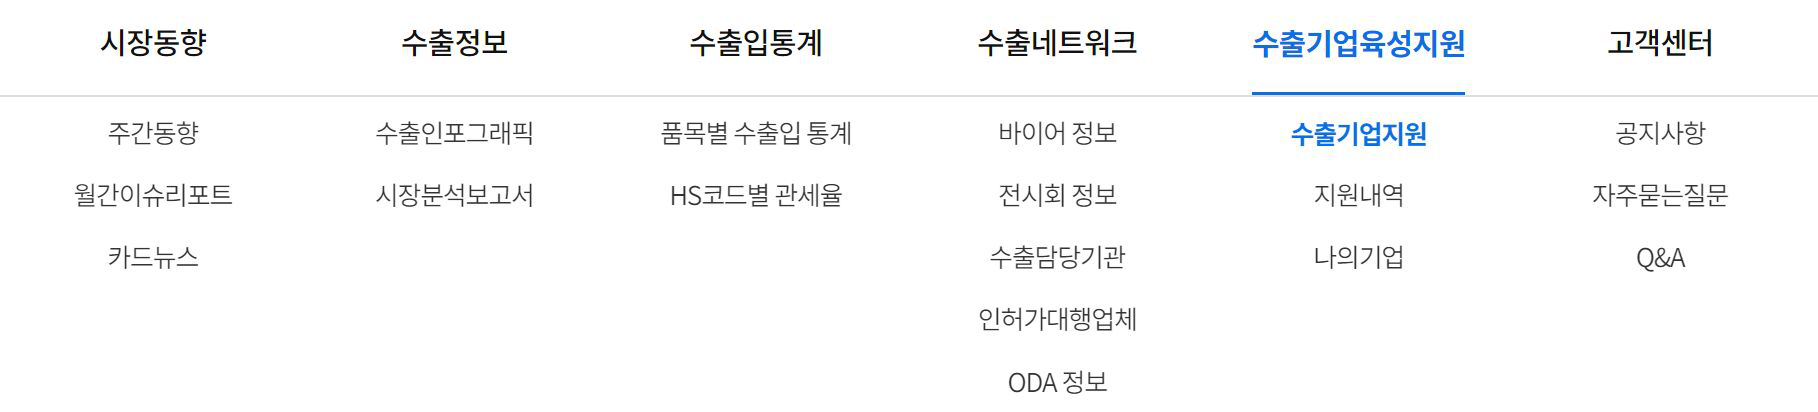 시장동향
수출정보
수출입통계
수출네트워크
수출기업육성지원
고객센터
주간동향
월간이슈리포트
카드뉴스
수출인포그래픽
시장분석보고서
품목별 수출입 통계
HS코드별 관세율
바이어 정보
전시회 정보
수출담당기관
인허가대행업체
ODA 정보
수출기업지원
지원내역
나의기업
공지사항
자주묻는질문
Q&A